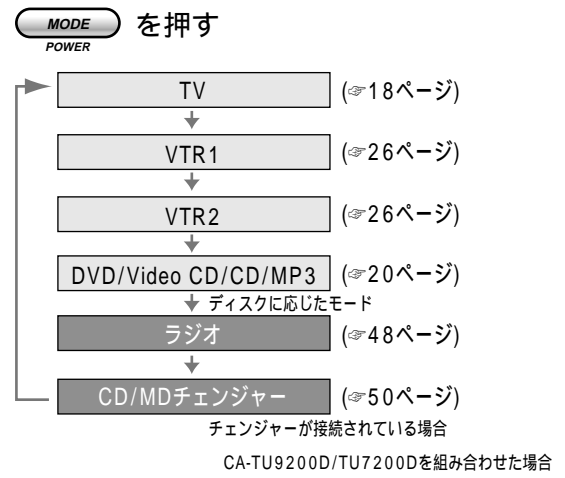 MODE を押す
POWER
TV (☞18ページ)
VTR1 (☞26ページ)
VTR2 (☞26ページ)
DVD/Video CD/CD/MP3 (☞20ページ)
ディスクに応じたモード
ラジオ (☞48ページ)
CD/MDチェンジャー (☞50ページ)
チェンジャーが接続されている場合
CA-TU9200D/TU7200Dを組み合わせた場合